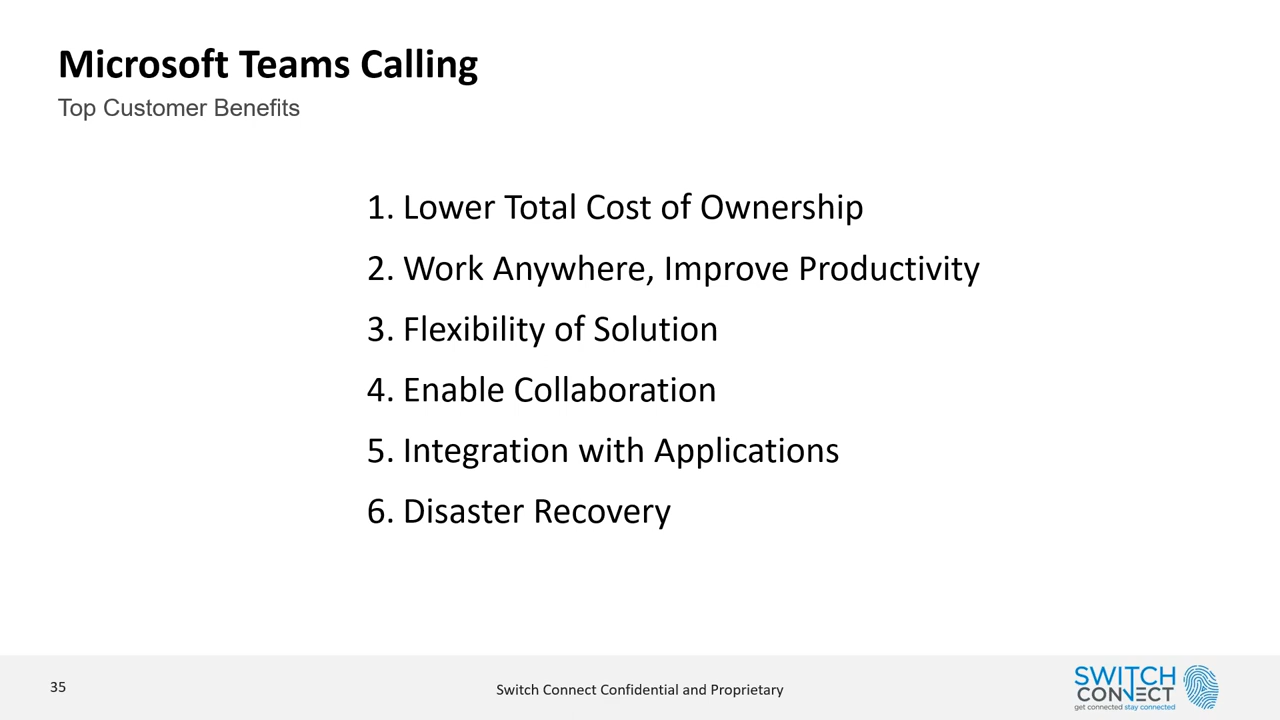 Microsoft Teams Calling
Top Customer Benefits
1. Lower Total Cost of Ownership
2. Work Anywhere, Improve Productivity
3. Flexibility of Solution
4. Enable Collaboration
5. Integration with Applications
6. Disaster Recovery
35
Switch Connect Confidential and Proprietary
SWITCH
CONNECT
get connected stay connected